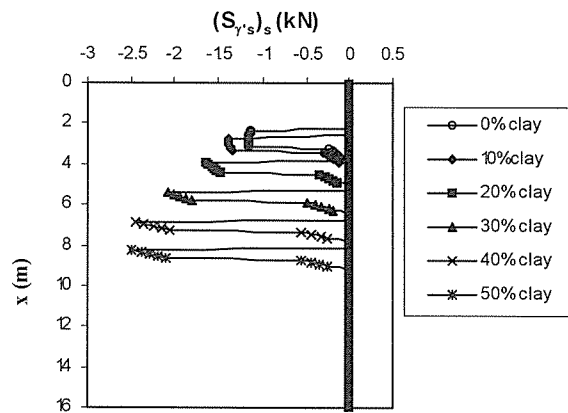 (Sγ's)s (kN)
-3 -2.5 -2 -1.5 -1 -0.5 0 0.5
0
2
4
6
8
10
12
14
16
x (m)
0% clay
10% clay
20% clay
30% clay
40% clay
50% clay